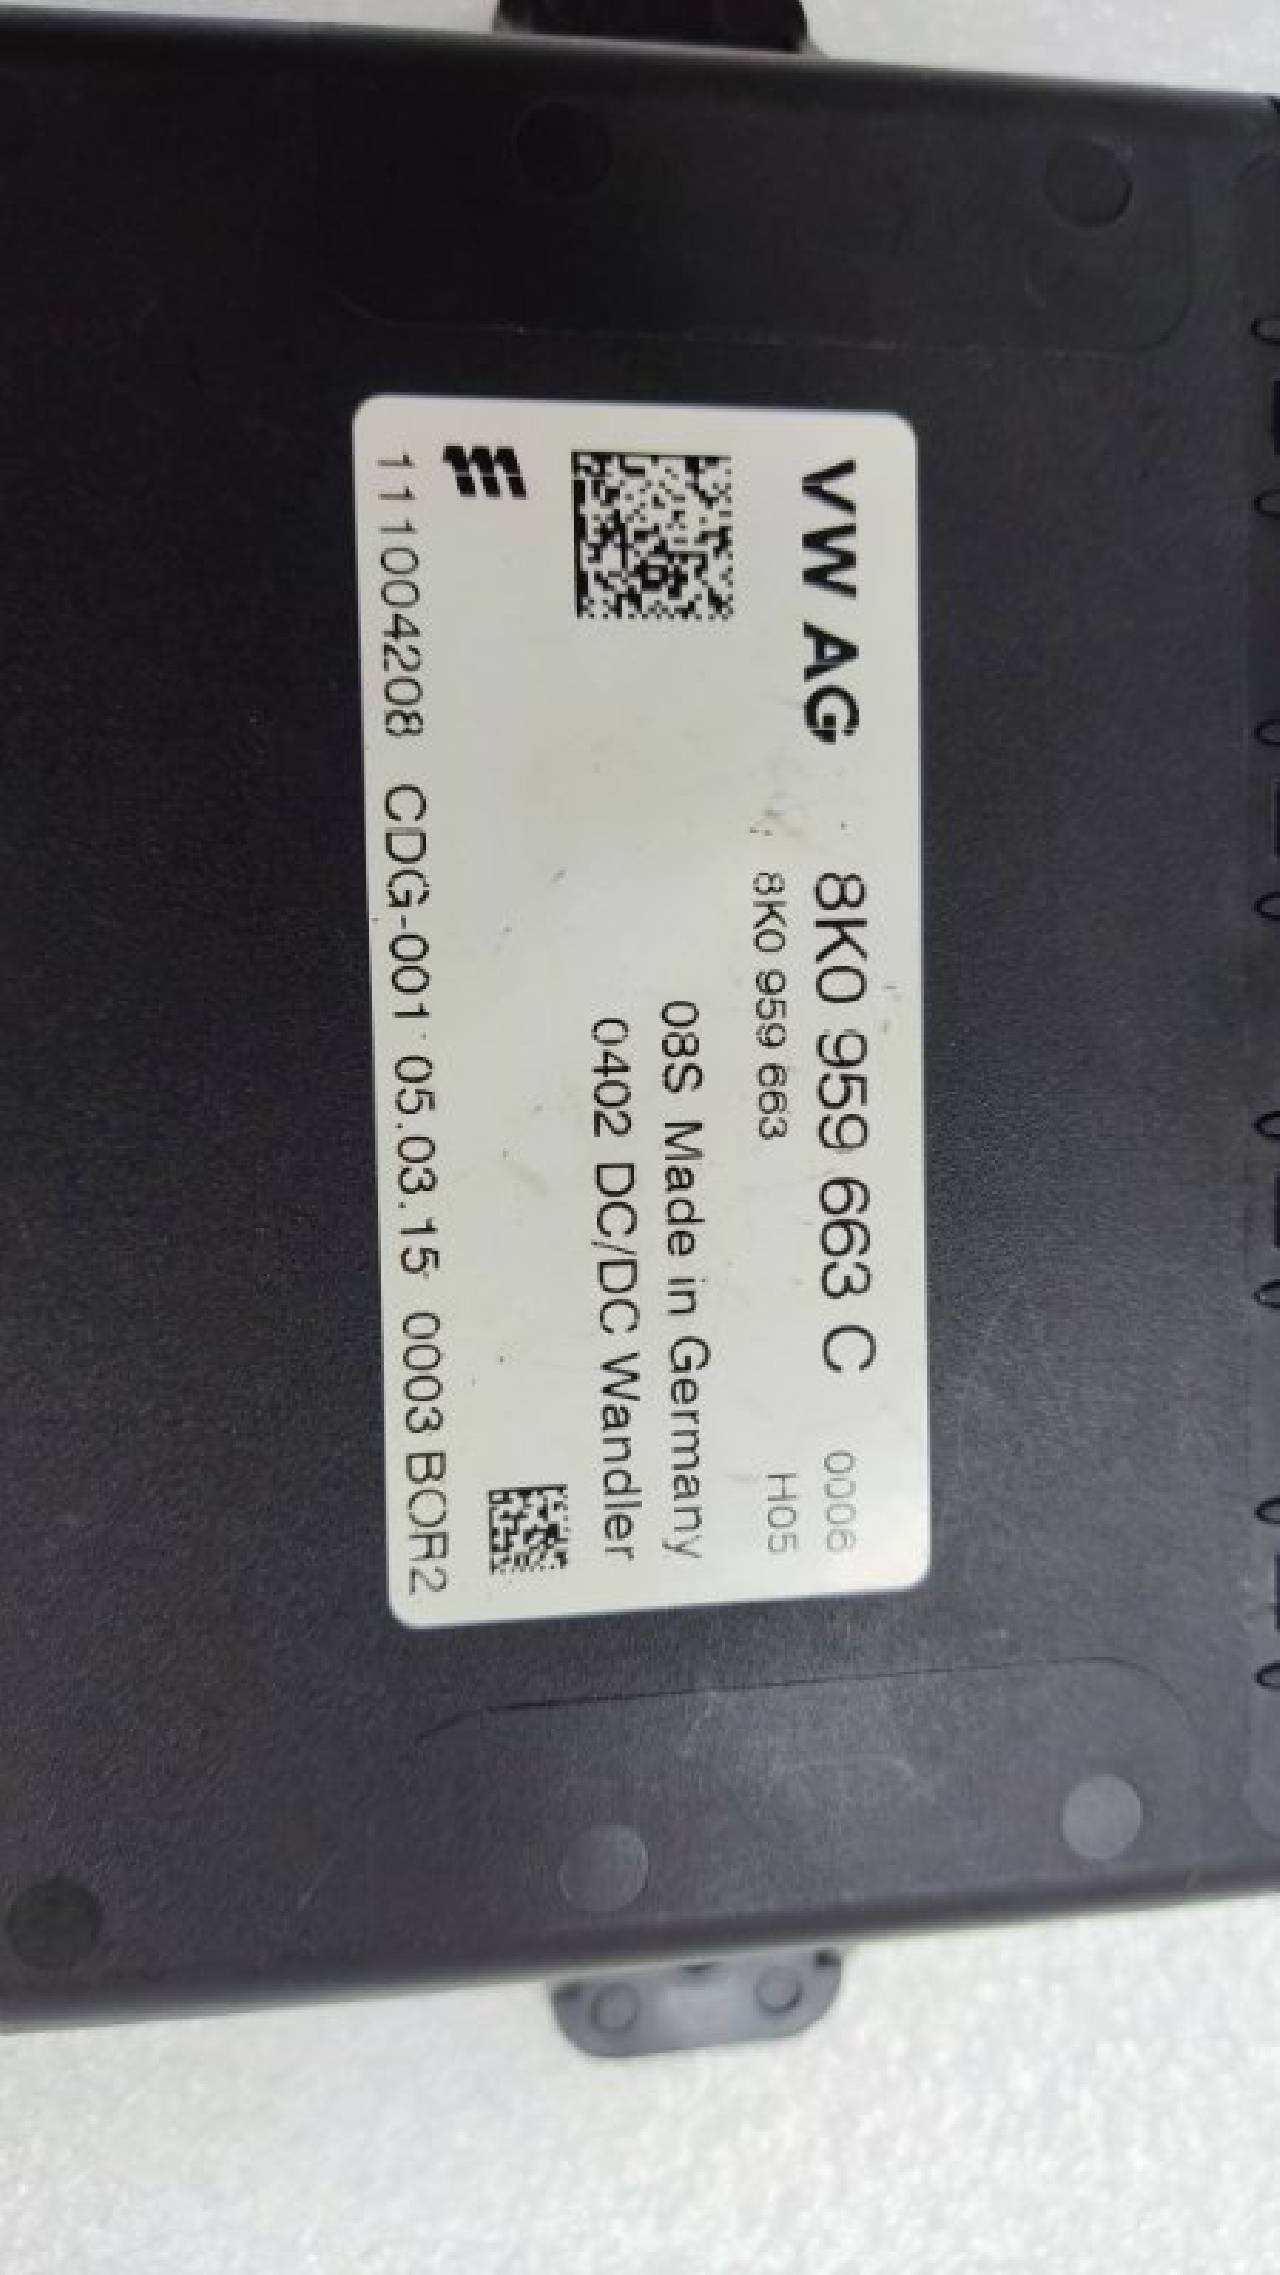 VW AG 8K0 959 663 C 0006
8K0 959 663 H05
08S Made in Germany
0402 DC/DC Wandler
111004208 CDG-001 05.03.15 0003 BOR2